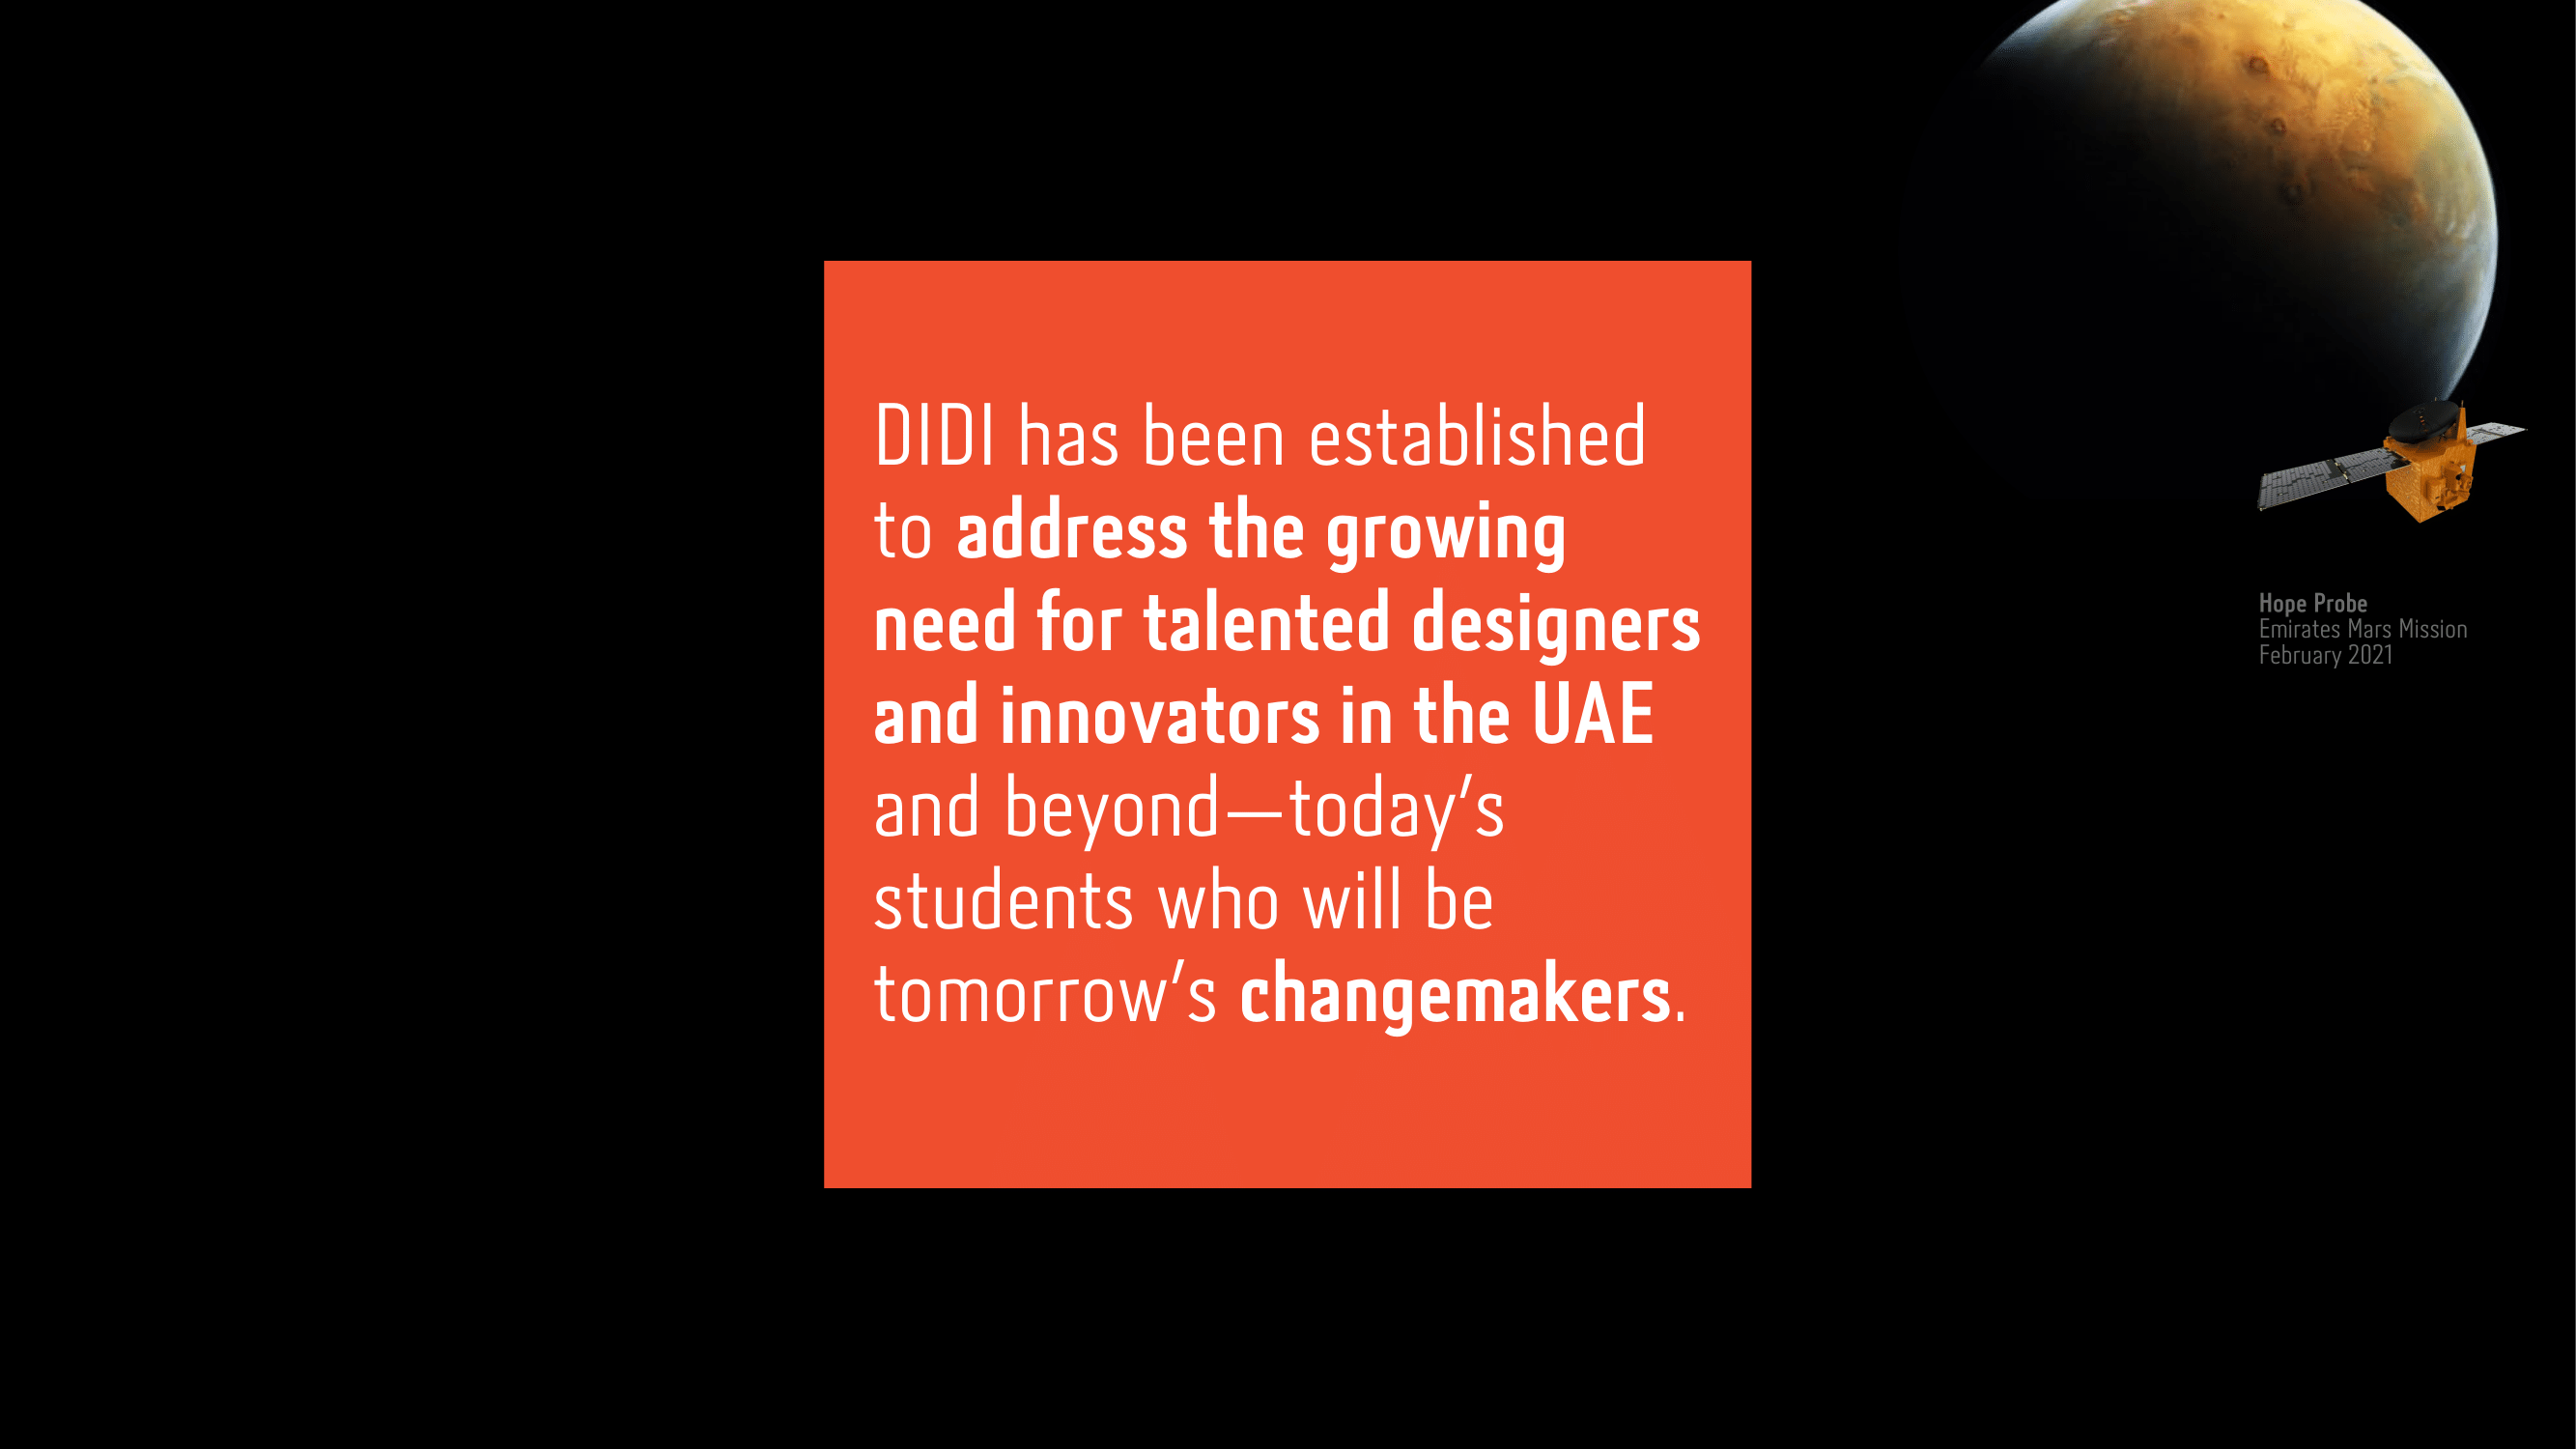 DIDI has been established
to address the growing
need for talented designers
and innovators in the UAE
and beyond—today’s
students who will be
tomorrow’s changemakers.
Hope Probe
Emirates Mars Mission
February 2021